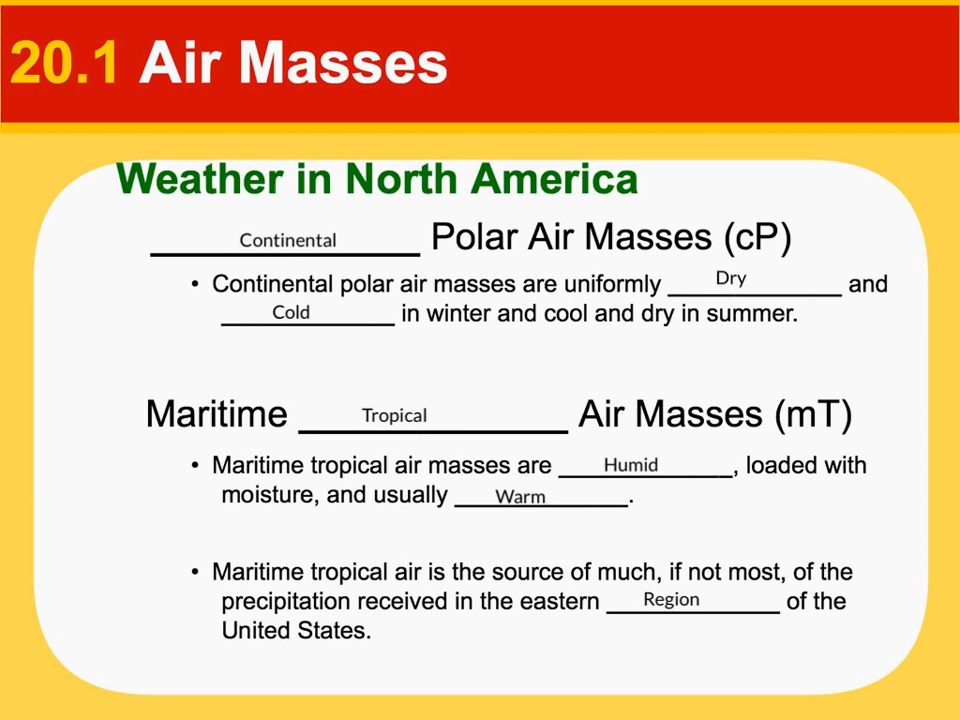 20.1 Air Masses
Weather in North America
Continental Polar Air Masses (cP)
• Continental polar air masses are uniformly Dry and
Cold in winter and cool and dry in summer.
Maritime Tropical Air Masses (mT)
• Maritime tropical air masses are Humid, loaded with
moisture, and usually Warm.
• Maritime tropical air is the source of much, if not most, of the
precipitation received in the eastern Region of the
United States.